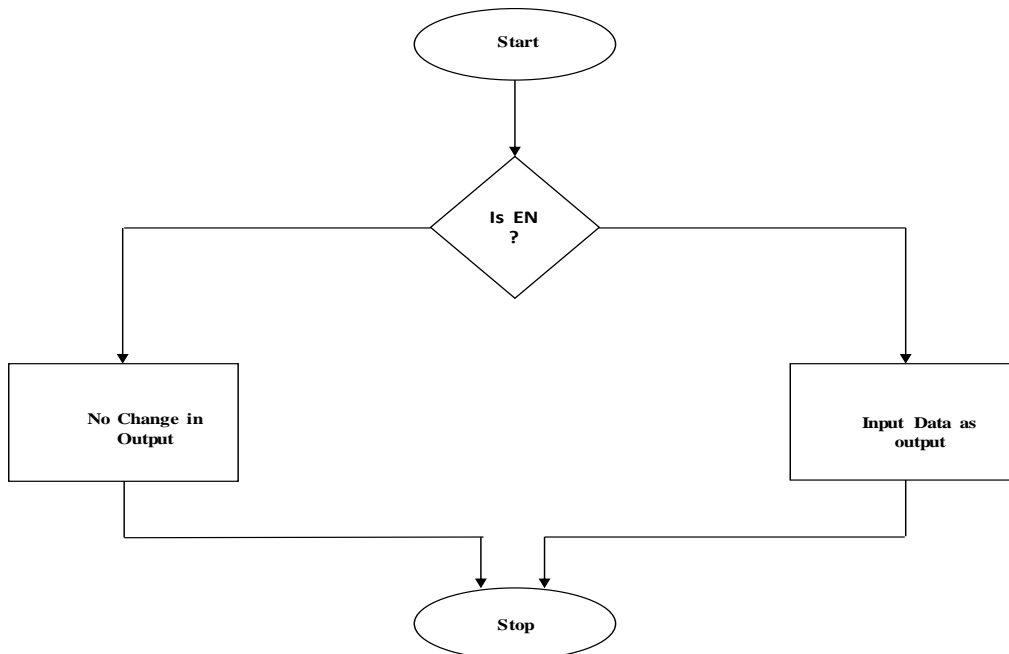 Start
Is EN
?
No Change in
Output
Input Data as
output
Stop